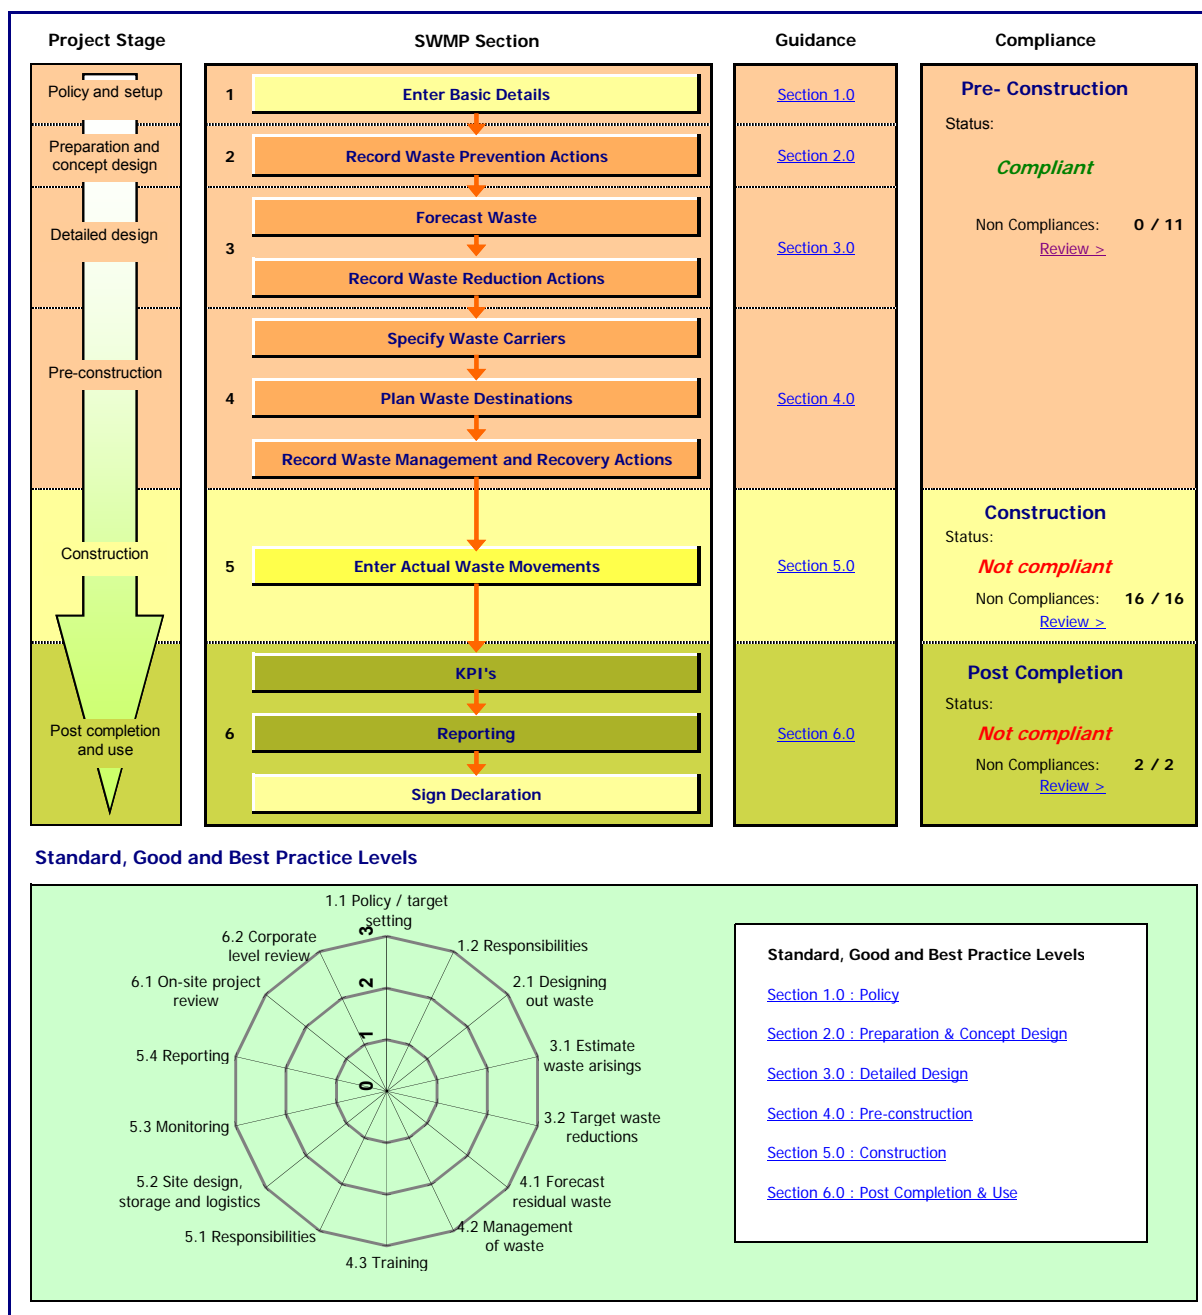 Project Stage
SWMP Section
Guidance
Compliance
Policy and setup
1
Enter Basic Details
Section 1.0
Pre- Construction
Status:
Compliant
Non Compliances: 0 / 11
Review >
Preparation and
concept design
2
Record Waste Prevention Actions
Section 2.0
Detailed design
3
Forecast Waste
Record Waste Reduction Actions
Section 3.0
Pre-construction
4
Specify Waste Carriers
Plan Waste Destinations
Record Waste Management and Recovery Actions
Section 4.0
Construction
5
Enter Actual Waste Movements
Section 5.0
Construction
Status:
Not compliant
Non Compliances: 16 / 16
Review >
Post completion
and use
6
KPI's
Reporting
Sign Declaration
Section 6.0
Post Completion
Status:
Not compliant
Non Compliances: 2 / 2
Review >
Standard, Good and Best Practice Levels
1.1 Policy / target
setting
1.2 Responsibilities
2.1 Designing
out waste
3.1 Estimate
waste arisings
3.2 Target waste
reductions
4.1 Forecast
residual waste
4.2 Management
of waste
4.3 Training
5.1 Responsibilities
5.2 Site design,
storage and logistics
5.3 Monitoring
5.4 Reporting
6.1 On-site project
review
6.2 Corporate
level review
3
2
1
0
Standard, Good and Best Practice Levels
Section 1.0 : Policy
Section 2.0 : Preparation & Concept Design
Section 3.0 : Detailed Design
Section 4.0 : Pre-construction
Section 5.0 : Construction
Section 6.0 : Post Completion & Use